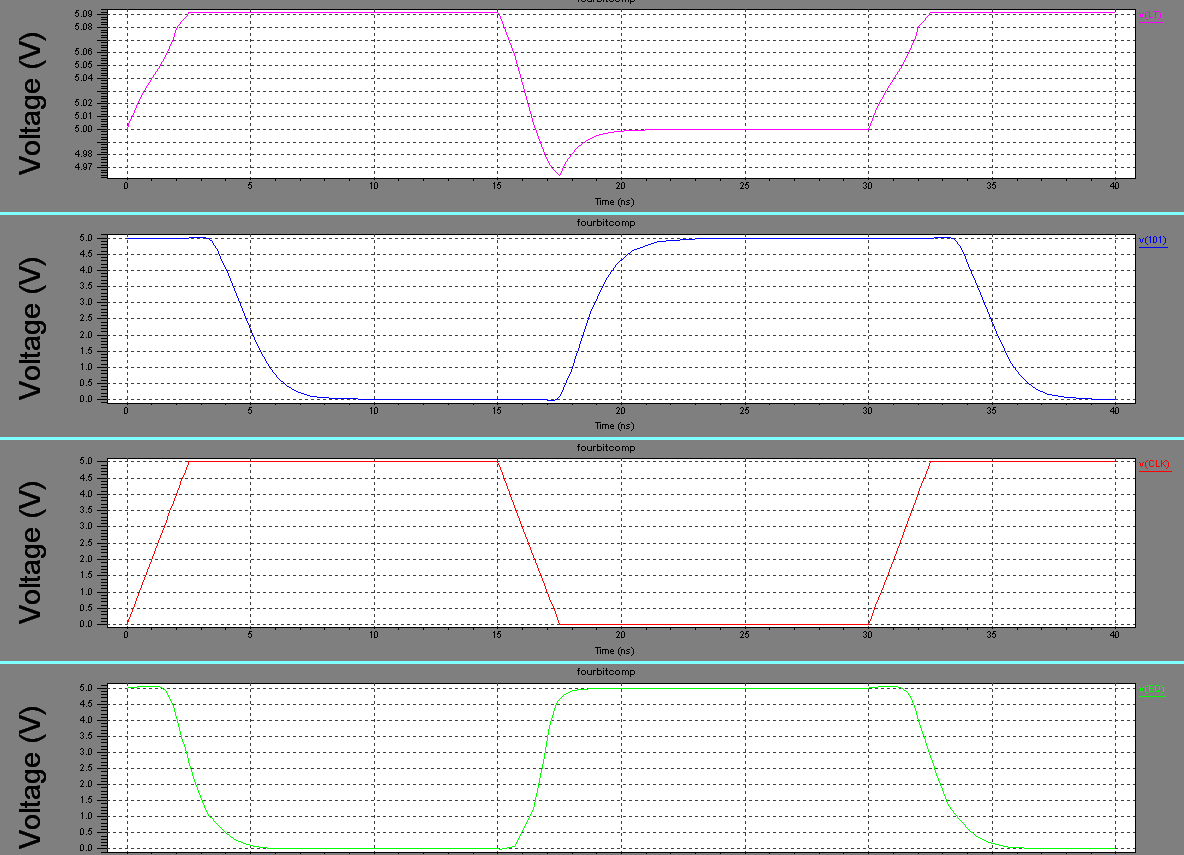 fourbitcomp
Voltage (V)
5.09
5.08
5.06
5.05
5.04
5.02
5.01
5.00
4.98
4.97
0 5 10 15 20 25 30 35 40
Time (ns)
v(LT)
fourbitcomp
Voltage (V)
5.0
4.5
4.0
3.5
3.0
2.5
2.0
1.5
1.0
0.5
0.0
0 5 10 15 20 25 30 35 40
Time (ns)
v(101)
fourbitcomp
Voltage (V)
5.0
4.5
4.0
3.5
3.0
2.5
2.0
1.5
1.0
0.5
0.0
0 5 10 15 20 25 30 35 40
Time (ns)
v(CLK)
fourbitcomp
Voltage (V)
5.0
4.5
4.0
3.5
3.0
2.5
2.0
1.5
1.0
0.5
0.0
v(EQ)